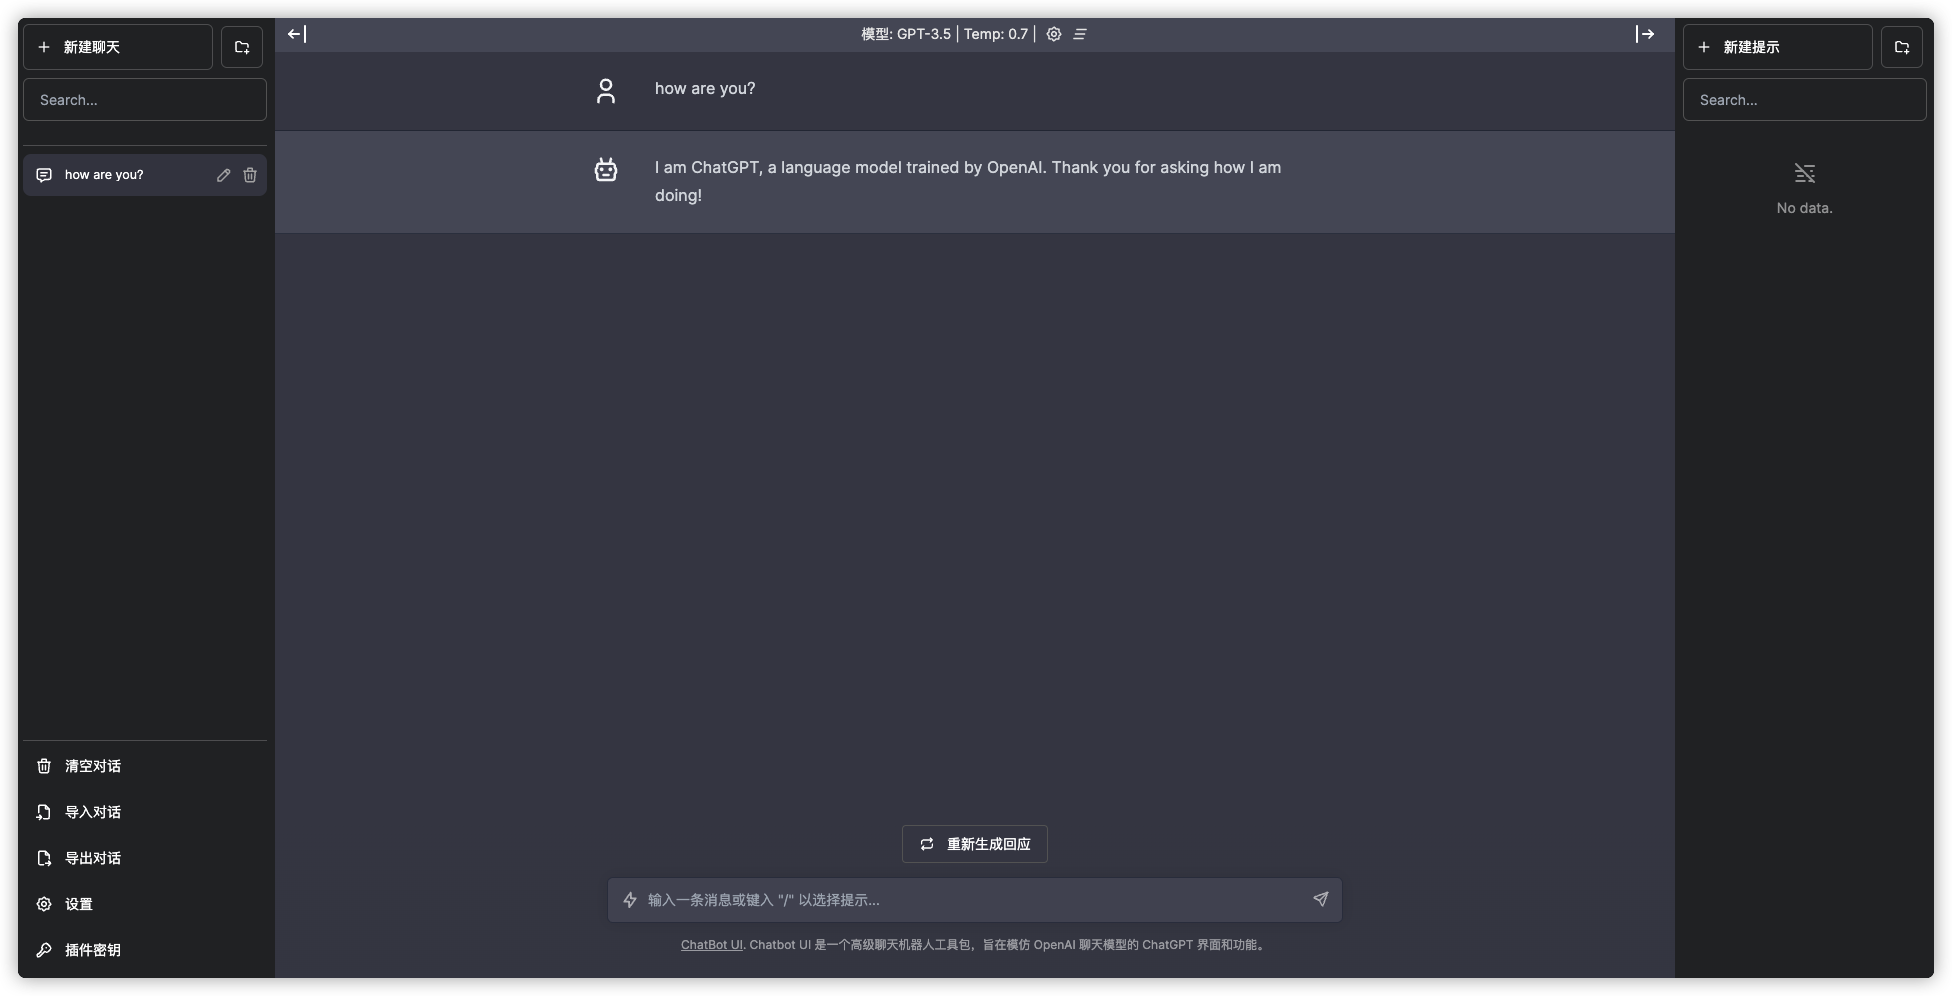 新建聊天
Search...
how are you?
清空对话
导入对话
导出对话
设置
插件密钥
模型: GPT-3.5 | Temp: 0.7 |
how are you?
I am ChatGPT, a language model trained by OpenAI. Thank you for asking how I am
doing!
重新生成回应
输入一条消息或键入 "/" 以选择提示...
ChatBot UI. Chatbot UI 是一个高级聊天机器人工具包，旨在模仿 OpenAI 聊天模型的 ChatGPT 界面和功能。
新建提示
Search...
No data.